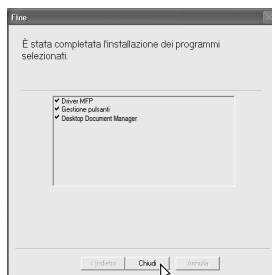 Fine
È stata completata l'installazione dei programmi
selezionati.
Driver MFP
Gestione pulsanti
Desktop Document Manager
< Indietro
Chiudi
Annulla